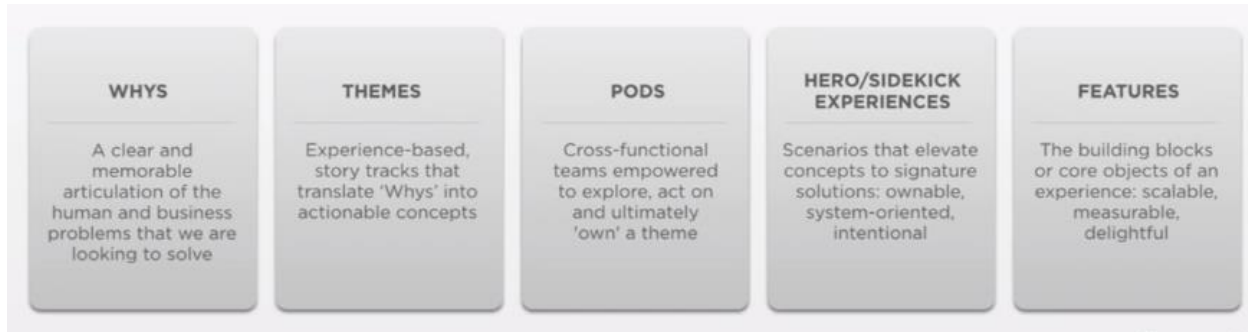 WHYS
A clear and
memorable
articulation of the
human and business
problems that we are
looking to solve
THEMES
Experience-based,
story tracks that
translate 'Whys' into
actionable concepts
PODS
Cross-functional
teams empowered
to explore, act on
and ultimately
'own' a theme
HERO/SIDEKICK
EXPERIENCES
Scenarios that elevate
concepts to signature
solutions: ownable,
system-oriented,
intentional
FEATURES
The building blocks
or core objects of an
experience: scalable,
measurable,
delightful